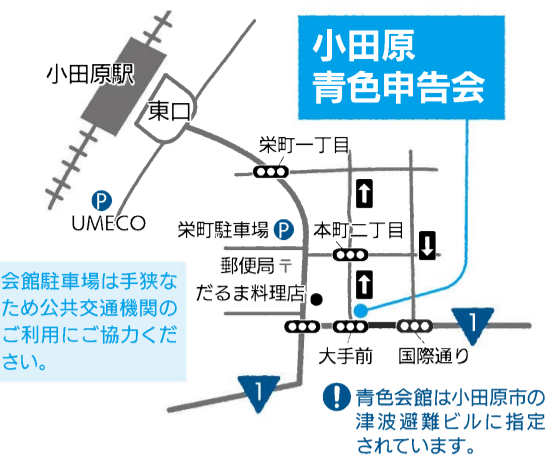 小田原
青色申告会
小田原駅
東口
栄町一丁目
P
UMECO
栄町駐車場 P
本町二丁目
郵便局〒
だるま料理店
会館駐車場は手狭な
ため公共交通機関の
ご利用にご協力くだ
さい。
大手前
国際通り
1
1
! 青色会館は小田原市の
津波避難ビルに指定
されています。